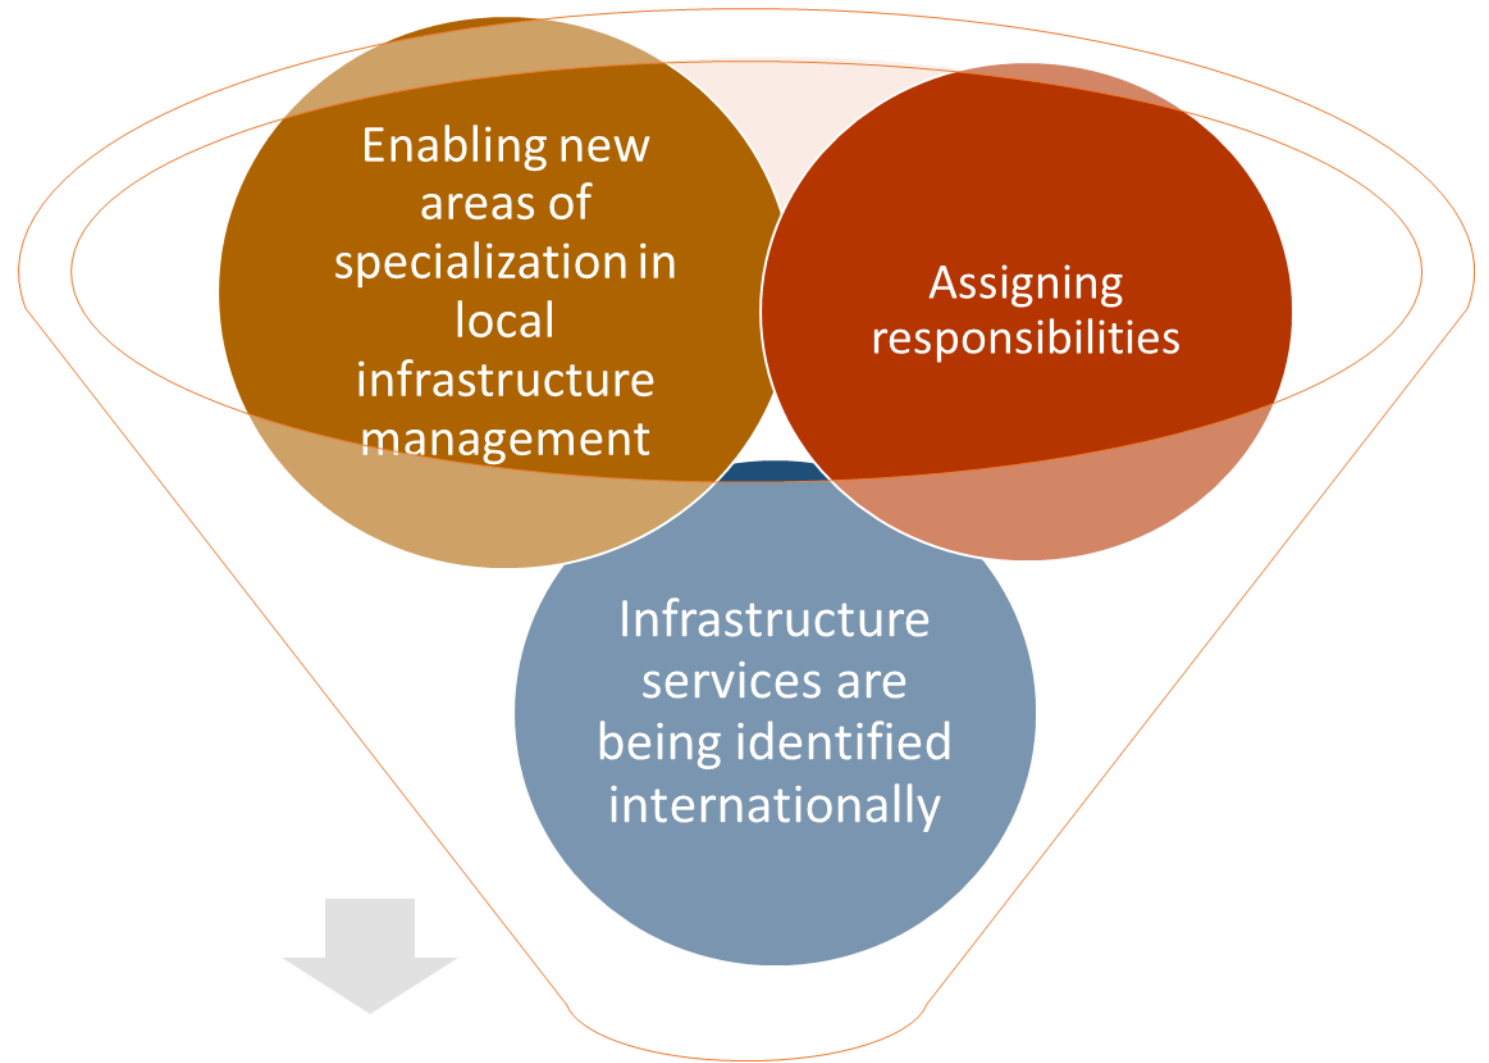 Enabling new
areas of
specialization in
local
infrastructure
management
Assigning
responsibilities
Infrastructure
services are
being identified
internationally